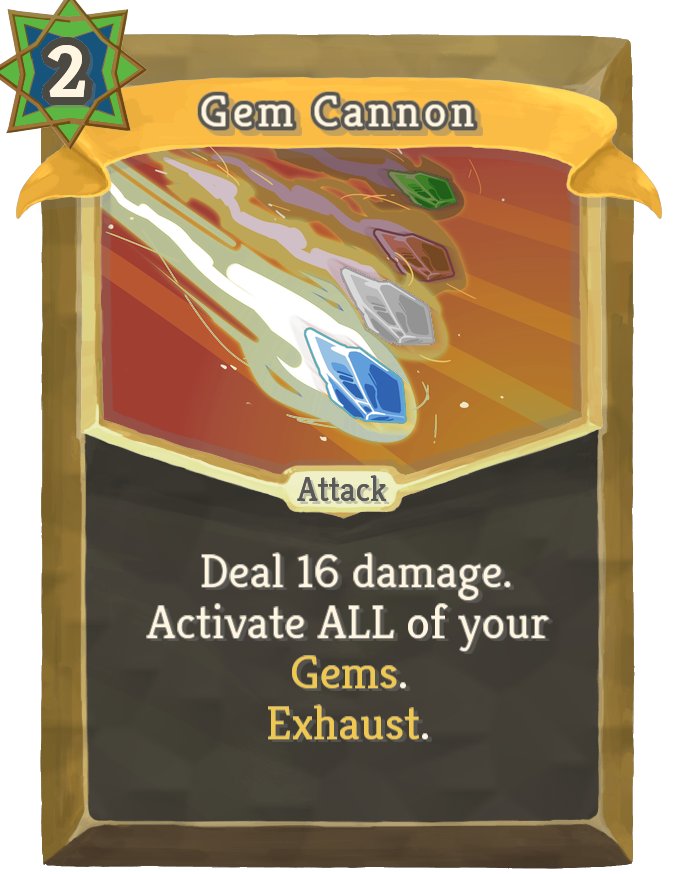 2
Gem Cannon
Attack
Deal 16 damage.
Activate ALL of your
Gems.
Exhaust.